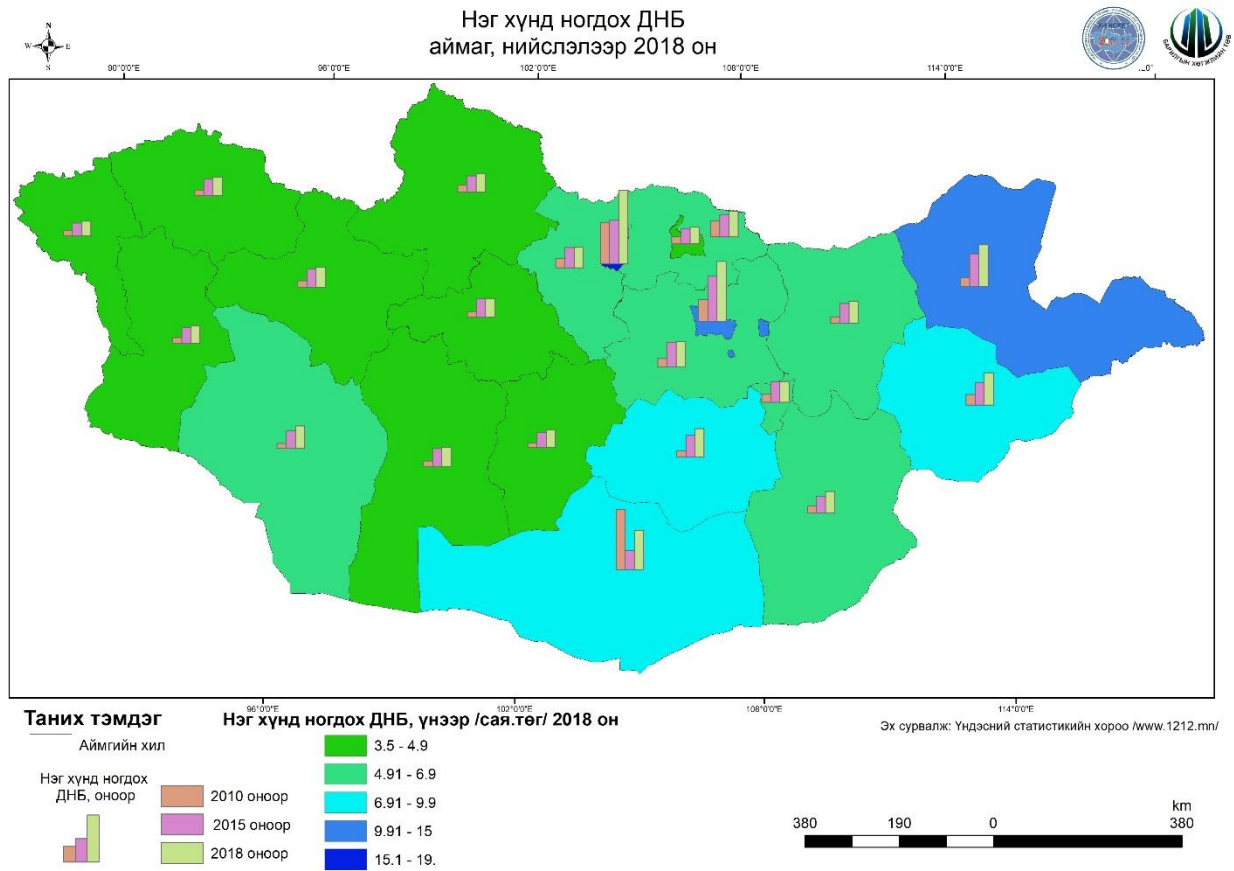 Нэг хүнд ногдох ДНБ
аймаг, нийслэлээр 2018 он
N
W E
S
БАРИЛГЫН ХӨГЖЛИЙН ТӨВ
90°0'0"E 96°0'0"E 102°0'0"E 108°0'0"E 114°0'0"E
96°0'0"E 102°0'0"E 108°0'0"E 114°0'0"E
Таних тэмдэг
Аймгийн хил
Нэг хүнд ногдох
ДНБ, оноор
2010 оноор
2015 оноор
2018 оноор
Нэг хүнд ногдох ДНБ, үнээр /сая.төг/ 2018 он
3.5 - 4.9
4.91 - 6.9
6.91 - 9.9
9.91 - 15
15.1 - 19.
Эх сурвалж: Үндэсний статистикийн хороо /www.1212.mn/
km
380 190 0 380